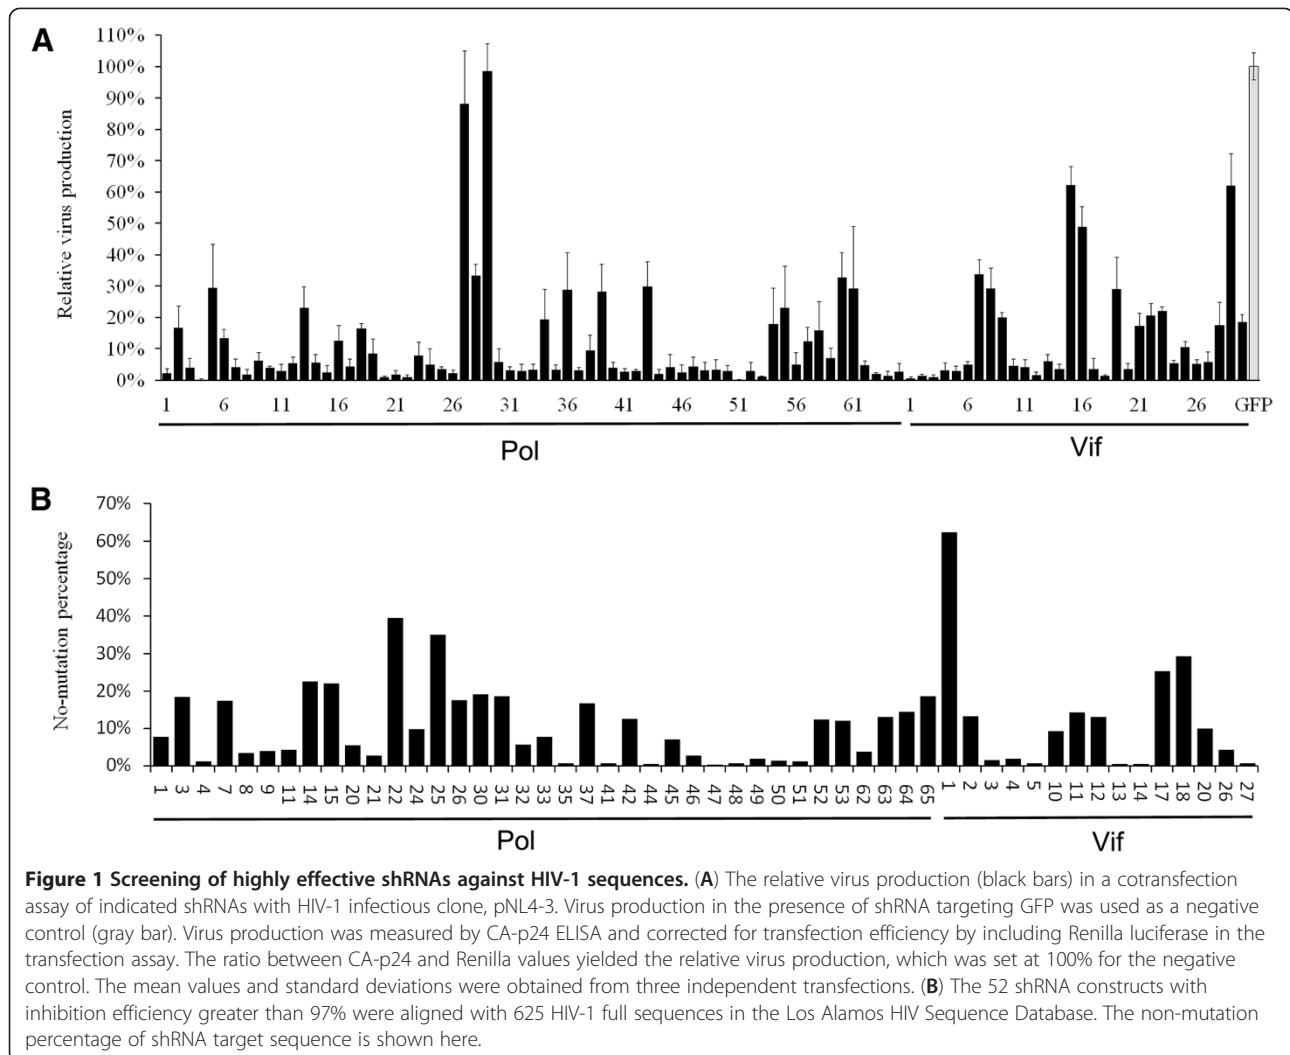 A
Relative virus production
110%
100%
90%
80%
70%
60%
50%
40%
30%
20%
10%
0%
1 6 11 16 21 26 31 36 41 46 51 56 61 1 6 11 16 21 26 GFP
Pol Vif
B
No-mutation percentage
70%
60%
50%
40%
30%
20%
10%
0%
1 3 4 7 8 9 11 14 15 20 21 22 24 25 26 30 31 32 33 35 37 41 42 44 45 46 47 48 49 50 51 52 53 62 63 64 65 1 2 3 4 5 10 11 12 13 14 17 18 20 26 27
Pol Vif
Figure 1 Screening of highly effective shRNAs against HIV-1 sequences. (A) The relative virus production (black bars) in a cotransfection
assay of indicated shRNAs with HIV-1 infectious clone, pNL4-3. Virus production in the presence of shRNA targeting GFP was used as a negative
control (gray bar). Virus production was measured by CA-p24 ELISA and corrected for transfection efficiency by including Renilla luciferase in the
transfection assay. The ratio between CA-p24 and Renilla values yielded the relative virus production, which was set at 100% for the negative
control. The mean values and standard deviations were obtained from three independent transfections. (B) The 52 shRNA constructs with
inhibition efficiency greater than 97% were aligned with 625 HIV-1 full sequences in the Los Alamos HIV Sequence Database. The non-mutation
percentage of shRNA target sequence is shown here.